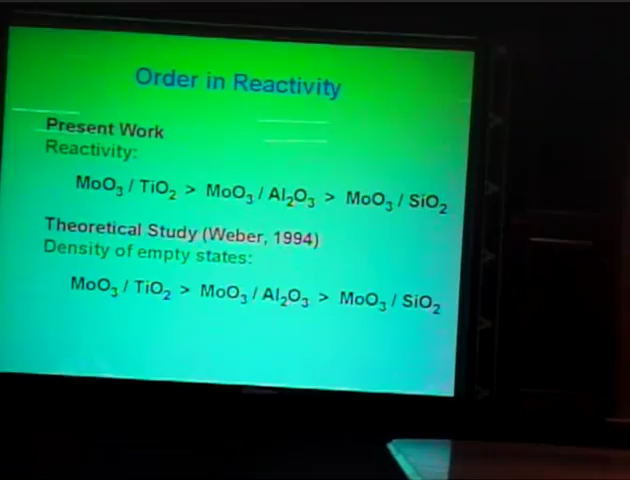 Order in Reactivity
Present Work
Reactivity:
MoO₃ / TiO₂ > MoO₃ / Al₂O₃ > MoO₃ / SiO₂
Theoretical Study (Weber, 1994)
Density of empty states:
MoO₃ / TiO₂ > MoO₃ / Al₂O₃ > MoO₃ / SiO₂